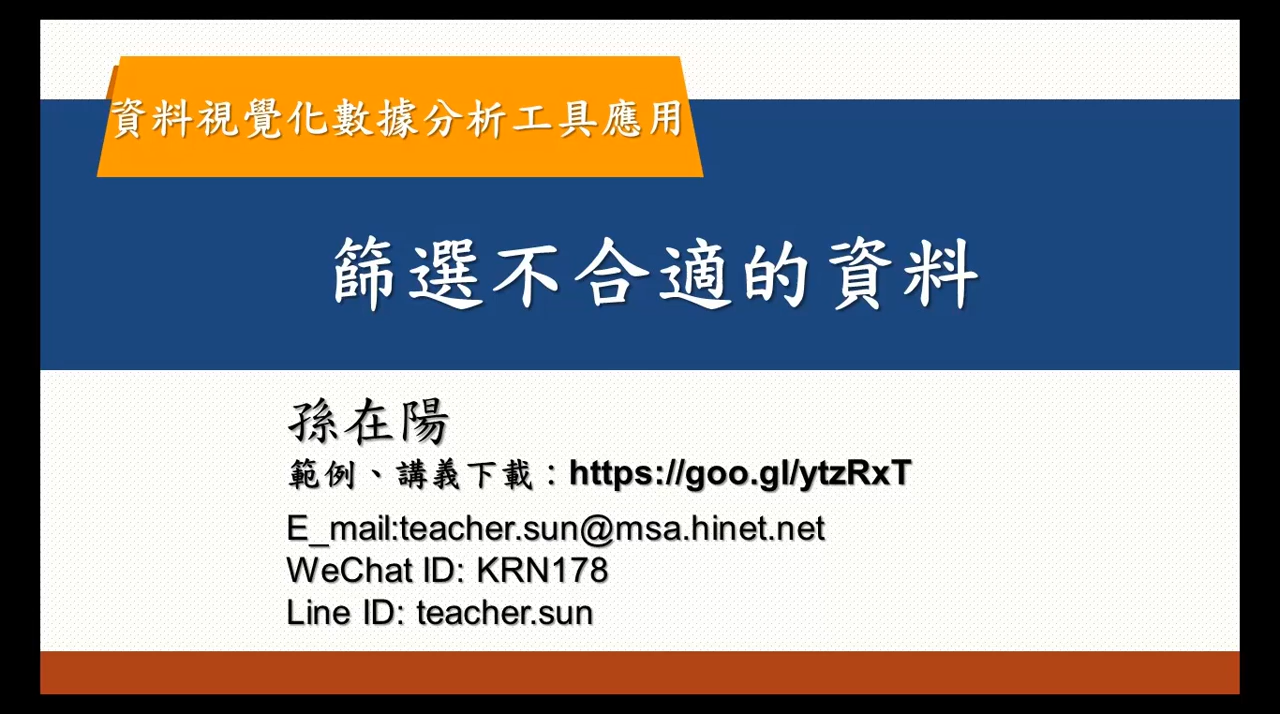 資料視覺化數據分析工具應用
篩選不合適的資料
孫在陽
範例、講義下載：https://goo.gl/ytzRxT
E_mail:teacher.sun@msa.hinet.net
WeChat ID: KRN178
Line ID: teacher.sun